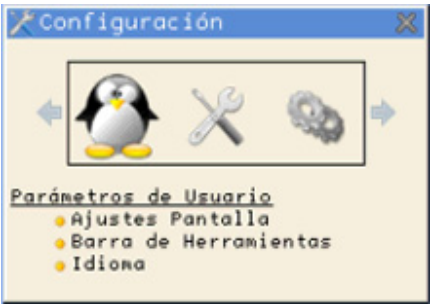 Configuración
Parámetros de Usuario
Ajustes Pantalla
Barra de Herramientas
Idioma